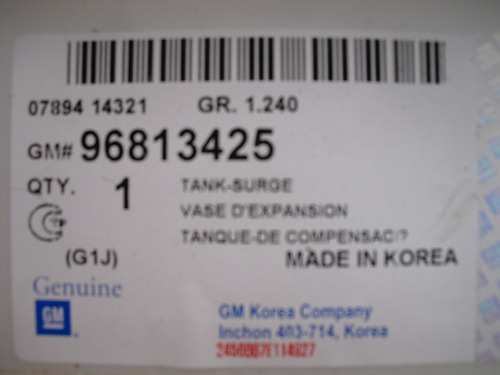 07894 14321 GR. 1.240
GM# 96813425
QTY. 1 TANK-SURGE
VASE D'EXPANSION
TANQUE-DE COMPENSAC/?
(G1J) MADE IN KOREA
Genuine
GM
GM Korea Company
Inchon 403-714, Korea